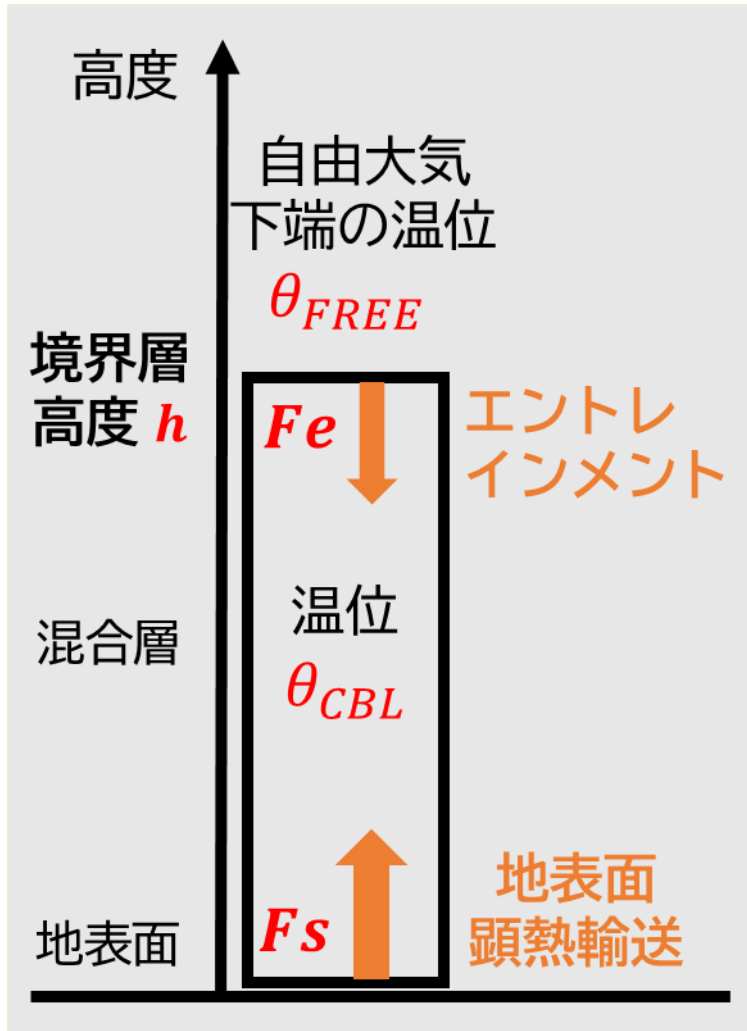 高度
自由大気
下端の温位
θ_FREE
境界層
高度 h
Fe
エントレ
インメント
混合層
温位
θ_CBL
地表面
Fs
地表面
顕熱輸送